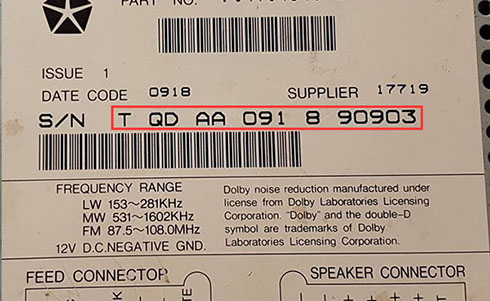 PART NO.
ISSUE 1
DATE CODE 0918 SUPPLIER 17719
S/N T QD AA 091 8 90903
FREQUENCY RANGE
LW 153~281KHz
MW 531~1602KHz
FM 87.5~108.0MHz
12V D.C.NEGATIVE GND.
Dolby noise reduction manufactured under
license from Dolby Laboratories Licensing
Corporation. "Dolby" and the double-D
symbol are trademarks of Dolby
Laboratories Licensing Corporation.
FEED CONNECTOR
SPEAKER CONNECTOR